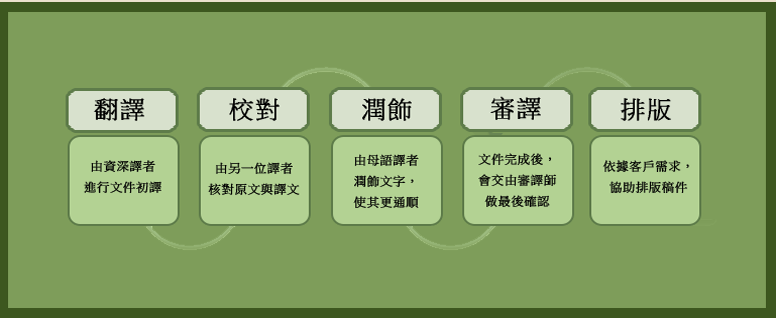 翻譯
由資深譯者
進行文件初譯
校對
由另一位譯者
核對原文與譯文
潤飾
由母語譯者
潤飾文字，
使其更通順
審譯
文件完成後，
會交由審譯師
做最後確認
排版
依據客戶需求，
協助排版稿件